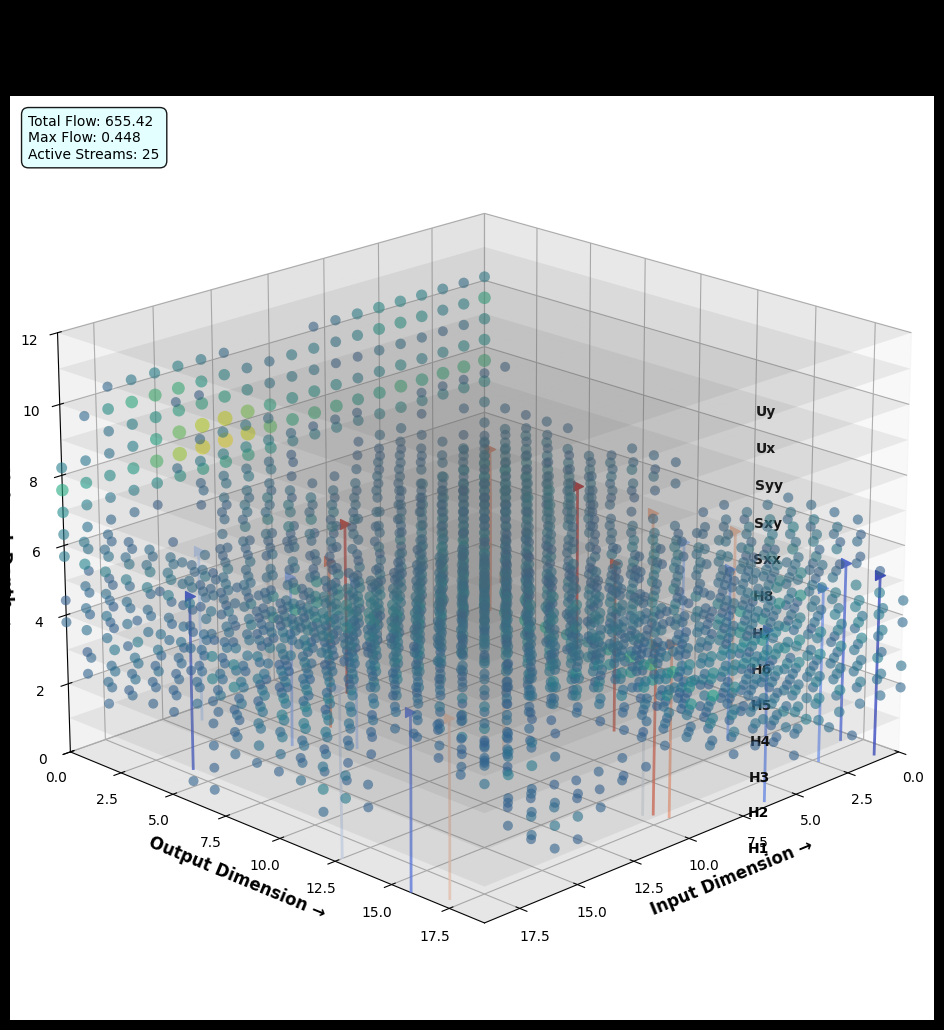 Total Flow: 655.42
Max Flow: 0.448
Active Streams: 25
12
10
8
6
4
2
0
Uy
Ux
Syy
Sxy
Sxx
H8
H6
H5
H4
H3
H2
H1
0.0
2.5
5.0
7.5
10.0
12.5
15.0
17.5
Output Dimension →
17.5
15.0
12.5
10.0
7.5
5.0
2.5
0.0
Input Dimension →